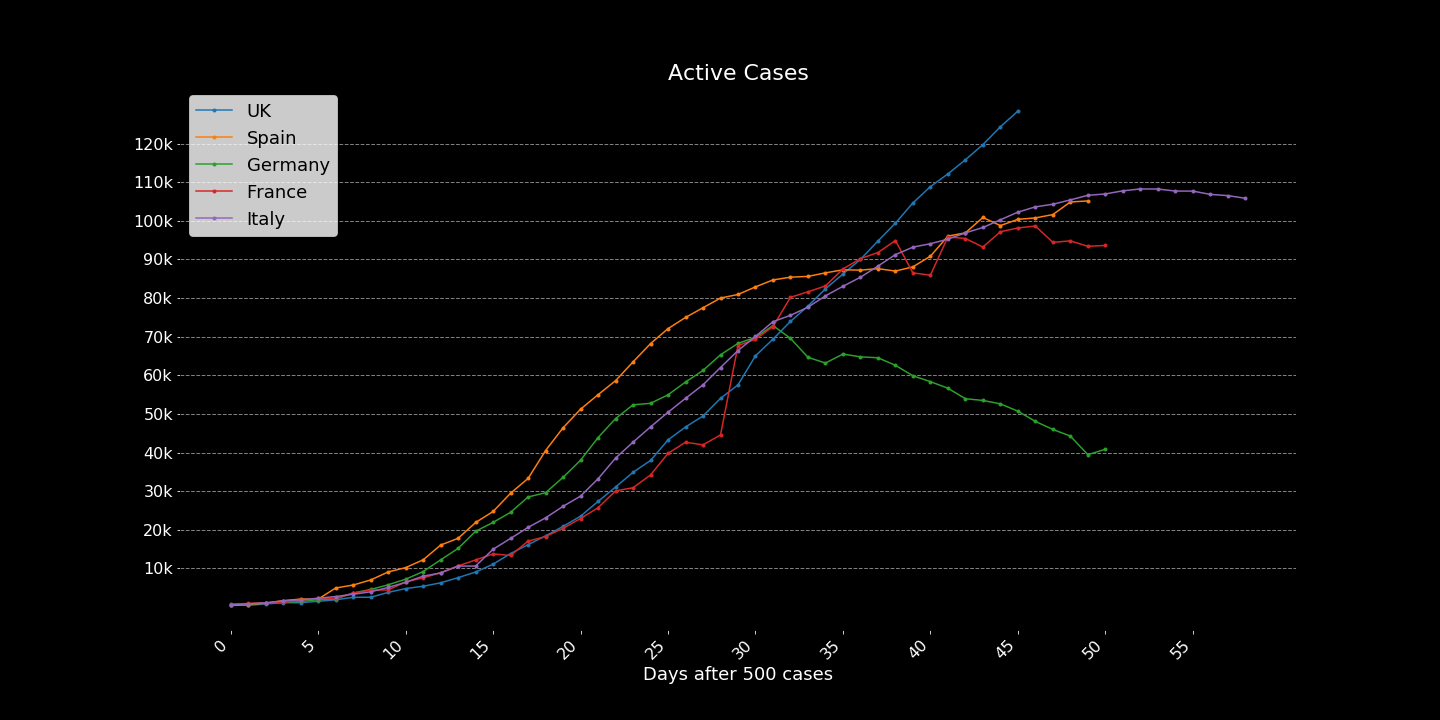 Active Cases
UK
Spain
Germany
France
Italy
120k
110k
100k
90k
80k
70k
60k
50k
40k
30k
20k
10k
0
5
10
15
20
25
30
35
40
45
50
55
Days after 500 cases